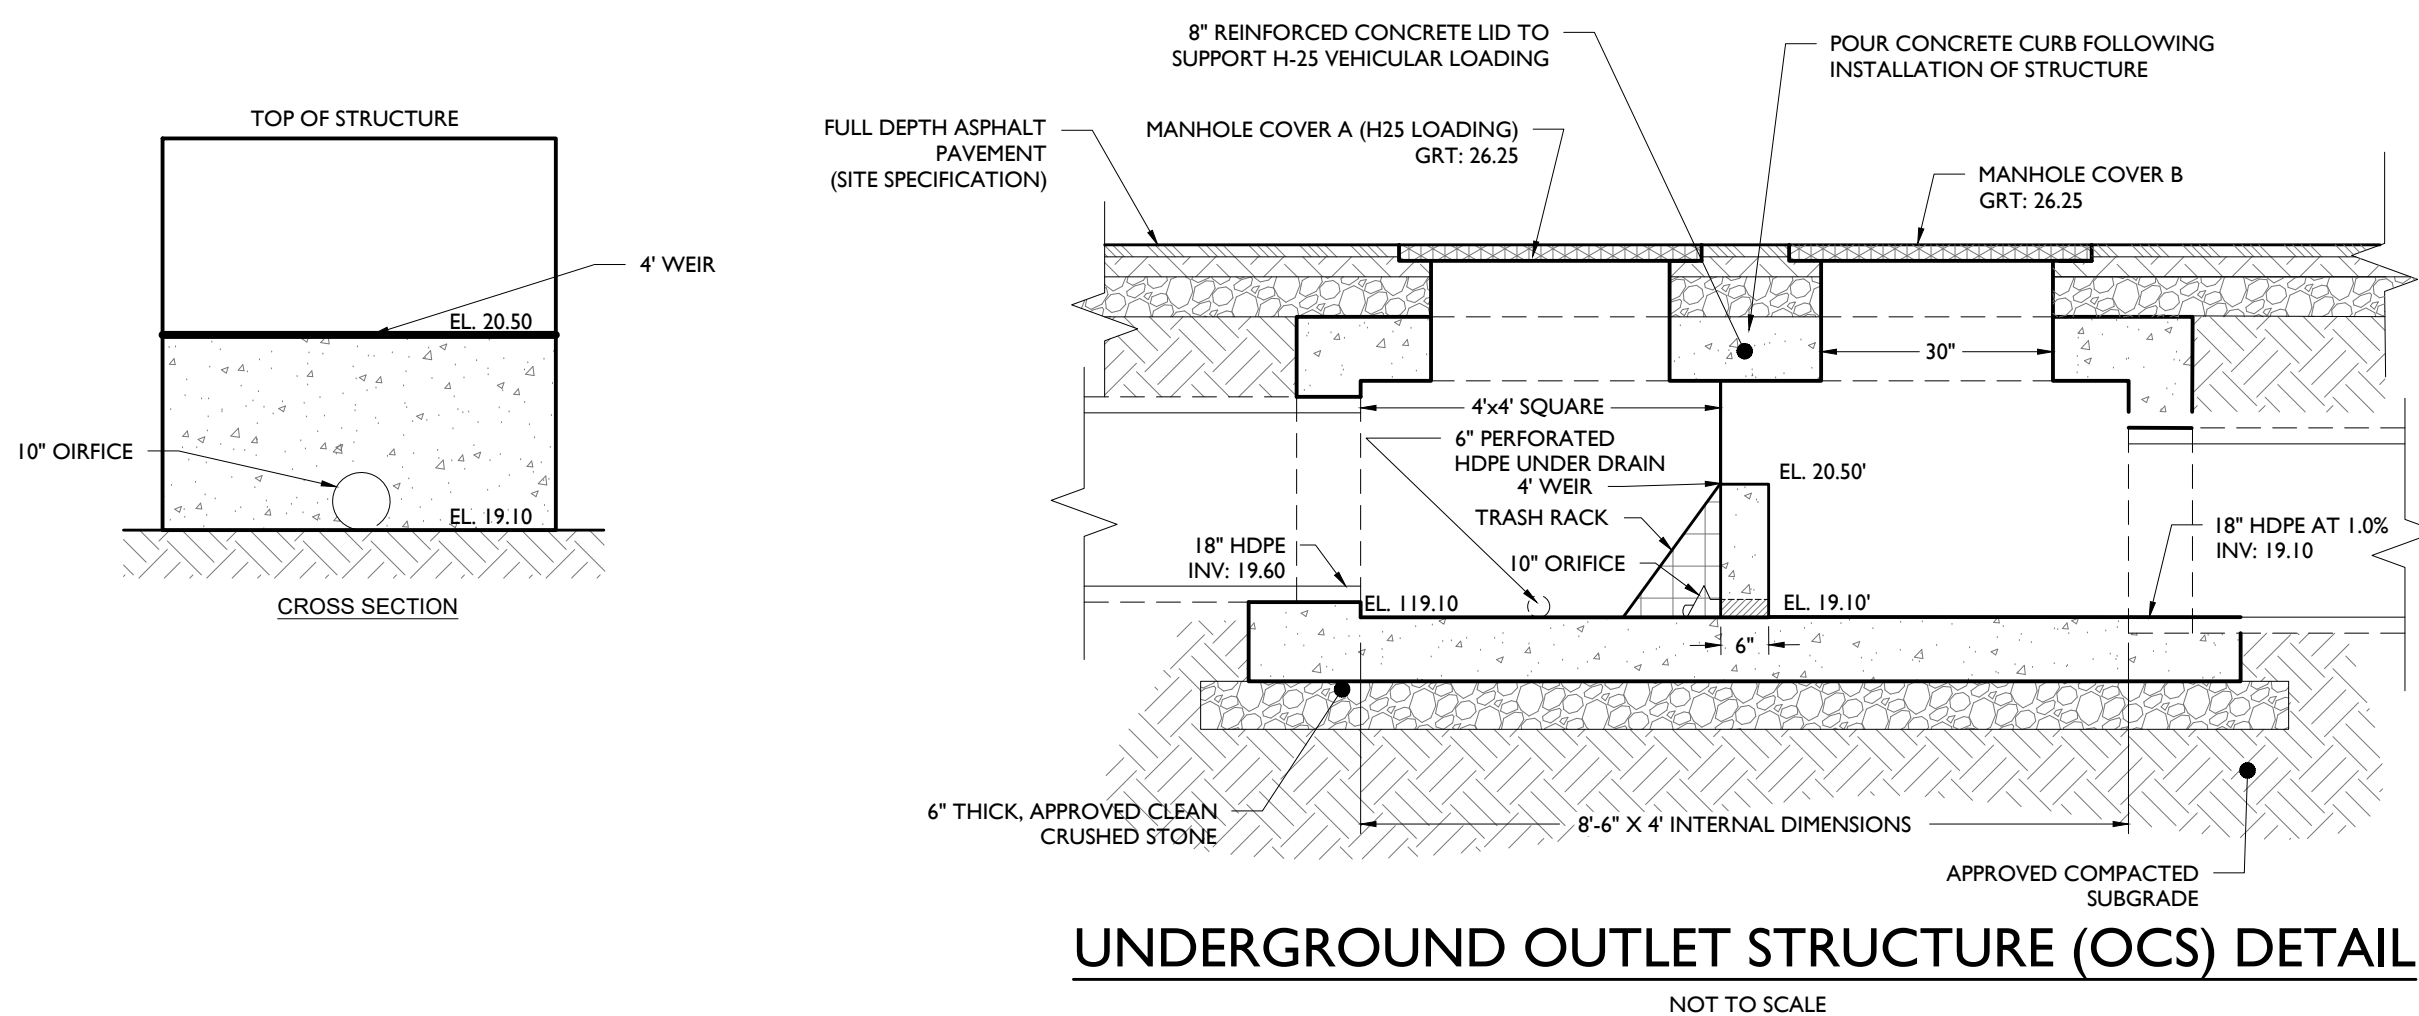 TOP OF STRUCTURE
4' WEIR
EL. 20.50
10" OIRFICE
EL. 19.10
CROSS SECTION
8" REINFORCED CONCRETE LID TO
SUPPORT H-25 VEHICULAR LOADING
POUR CONCRETE CURB FOLLOWING
INSTALLATION OF STRUCTURE
FULL DEPTH ASPHALT
PAVEMENT
(SITE SPECIFICATION)
MANHOLE COVER A (H25 LOADING)
GRT: 26.25
MANHOLE COVER B
GRT: 26.25
30"
4'x4' SQUARE
6" PERFORATED
HDPE UNDER DRAIN
4' WEIR
EL. 20.50'
TRASH RACK
18" HDPE
INV: 19.60
10" ORIFICE
18" HDPE AT 1.0%
INV: 19.10
EL. 119.10
EL. 19.10'
6"
6" THICK, APPROVED CLEAN
CRUSHED STONE
8'-6" X 4' INTERNAL DIMENSIONS
APPROVED COMPACTED
SUBGRADE
UNDERGROUND OUTLET STRUCTURE (OCS) DETAIL
NOT TO SCALE